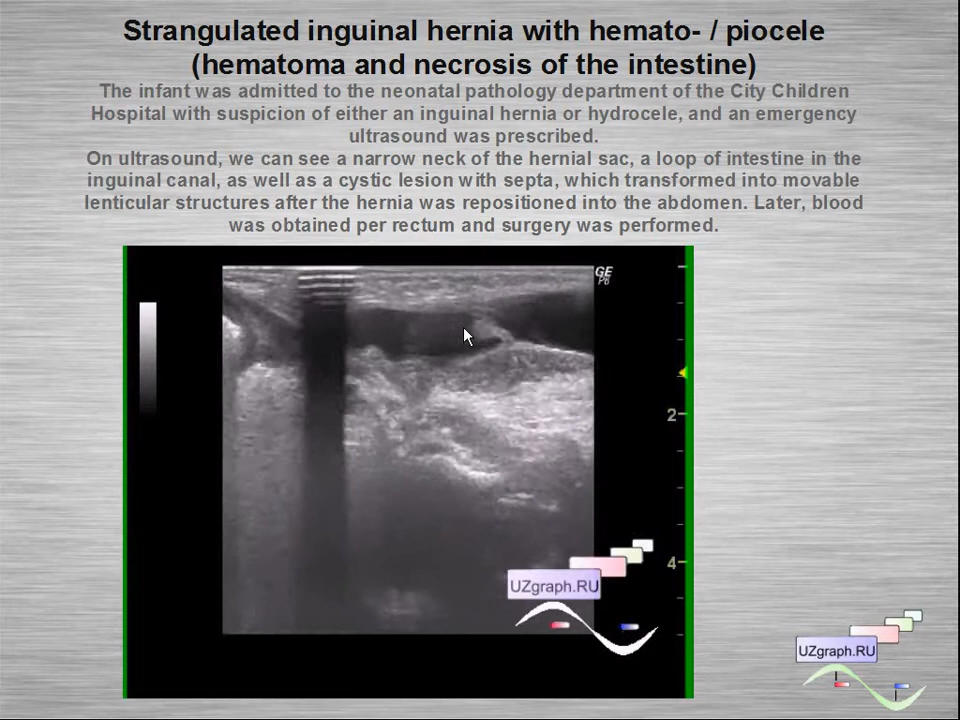 Strangulated inguinal hernia with hemato- / piocele
(hematoma and necrosis of the intestine)
The infant was admitted to the neonatal pathology department of the City Children
Hospital with suspicion of either an inguinal hernia or hydrocele, and an emergency
ultrasound was prescribed.
On ultrasound, we can see a narrow neck of the hernial sac, a loop of intestine in the
inguinal canal, as well as a cystic lesion with septa, which transformed into movable
lenticular structures after the hernia was repositioned into the abdomen. Later, blood
was obtained per rectum and surgery was performed.
GE
P6
2
4
UZgraph.RU
UZgraph.RU